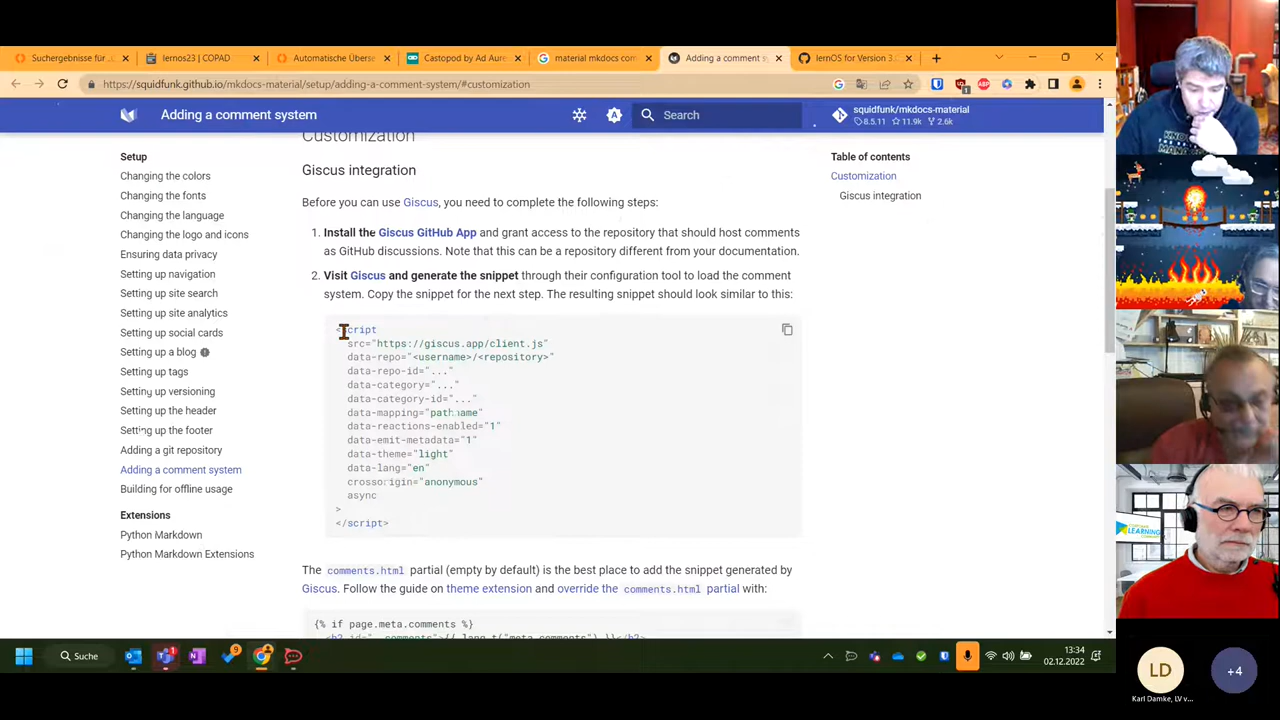 Suchergebnisse für
lernos23 | COPAD
Automatische Überse
Castopod by Ad Aure
material mkdocs com
Adding a comment sy
lernOS for Version 3.
https://squidfunk.github.io/mkdocs-material/setup/adding-a-comment-system/#customization
Adding a comment system
Search
squidfunk/mkdocs-material
8.5.11 11.9k 2.6k
Setup
Changing the colors
Changing the fonts
Changing the language
Changing the logo and icons
Ensuring data privacy
Setting up navigation
Setting up site search
Setting up site analytics
Setting up social cards
Setting up a blog
Setting up tags
Setting up versioning
Setting up the header
Setting up the footer
Adding a git repository
Adding a comment system
Building for offline usage
Extensions
Python Markdown
Python Markdown Extensions
Customization
Giscus integration
Before you can use Giscus, you need to complete the following steps:
1. Install the Giscus GitHub App and grant access to the repository that should host comments
as GitHub discussions. Note that this can be a repository different from your documentation.
2. Visit Giscus and generate the snippet through their configuration tool to load the comment
system. Copy the snippet for the next step. The resulting snippet should look similar to this:
<script
src="https://giscus.app/client.js"
data-repo="<username>/<repository>"
data-repo-id="..."
data-category="..."
data-category-id="..."
data-mapping="pathname"
data-reactions-enabled="1"
data-emit-metadata="1"
data-theme="light"
data-lang="en"
crossorigin="anonymous"
async
>
</script>
The comments.html partial (empty by default) is the best place to add the snippet generated by
Giscus. Follow the guide on theme extension and override the comments.html partial with:
{% if page.meta.comments %}
<h2 id="__comments">{{ lang.t("meta.comments") }}</h2>
Table of contents
Customization
Giscus integration
Suche
13:34
02.12.2022
LEARNING
LD
Karl Damke, LV v...
+4